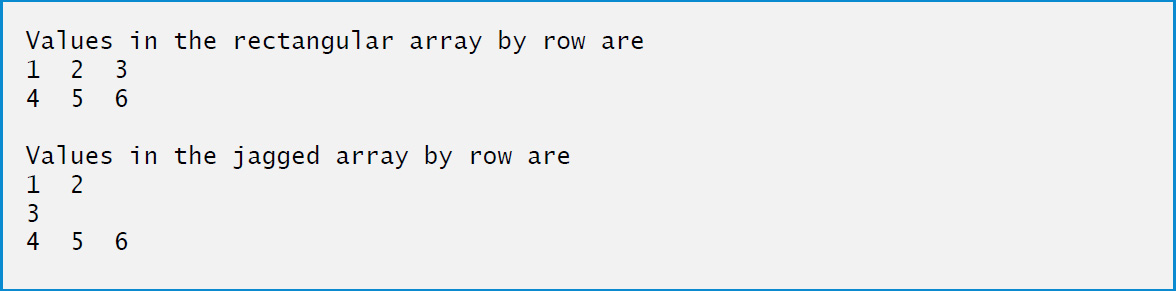 Values in the rectangular array by row are
1  2  3
4  5  6

Values in the jagged array by row are
1  2
3
4  5  6